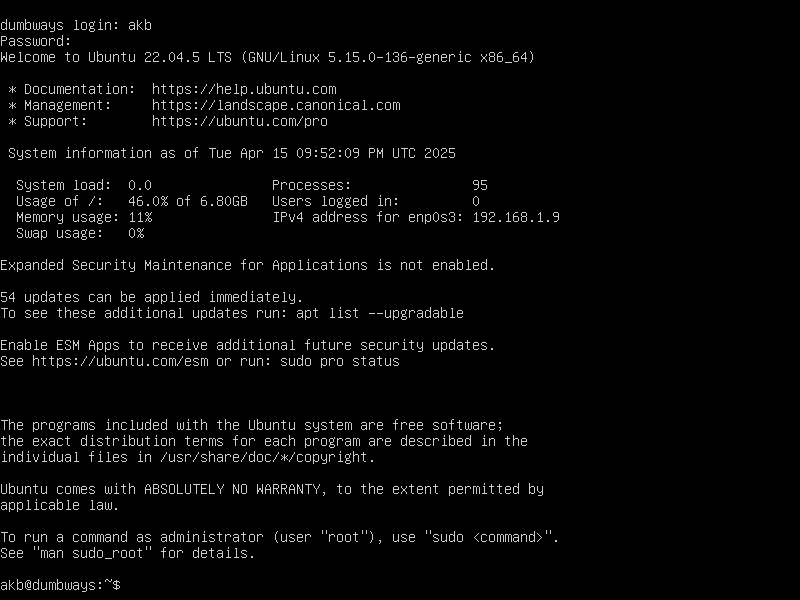 dumbways login: akb
Password:
Welcome to Ubuntu 22.04.5 LTS (GNU/Linux 5.15.0-136-generic x86_64)
* Documentation:  https://help.ubuntu.com
* Management:     https://landscape.canonical.com
* Support:        https://ubuntu.com/pro
System information as of Tue Apr 15 09:52:09 PM UTC 2025
System load:  0.0               Processes:               95
Usage of /:   46.0% of 6.80GB   Users logged in:         0
Memory usage: 11%               IPv4 address for enp0s3: 192.168.1.9
Swap usage:   0%
Expanded Security Maintenance for Applications is not enabled.
54 updates can be applied immediately.
To see these additional updates run: apt list --upgradable
Enable ESM Apps to receive additional future security updates.
See https://ubuntu.com/esm or run: sudo pro status
The programs included with the Ubuntu system are free software;
the exact distribution terms for each program are described in the
individual files in /usr/share/doc/*/copyright.
Ubuntu comes with ABSOLUTELY NO WARRANTY, to the extent permitted by
applicable law.
To run a command as administrator (user "root"), use "sudo <command>".
See "man sudo_root" for details.
akb@dumbways:~$